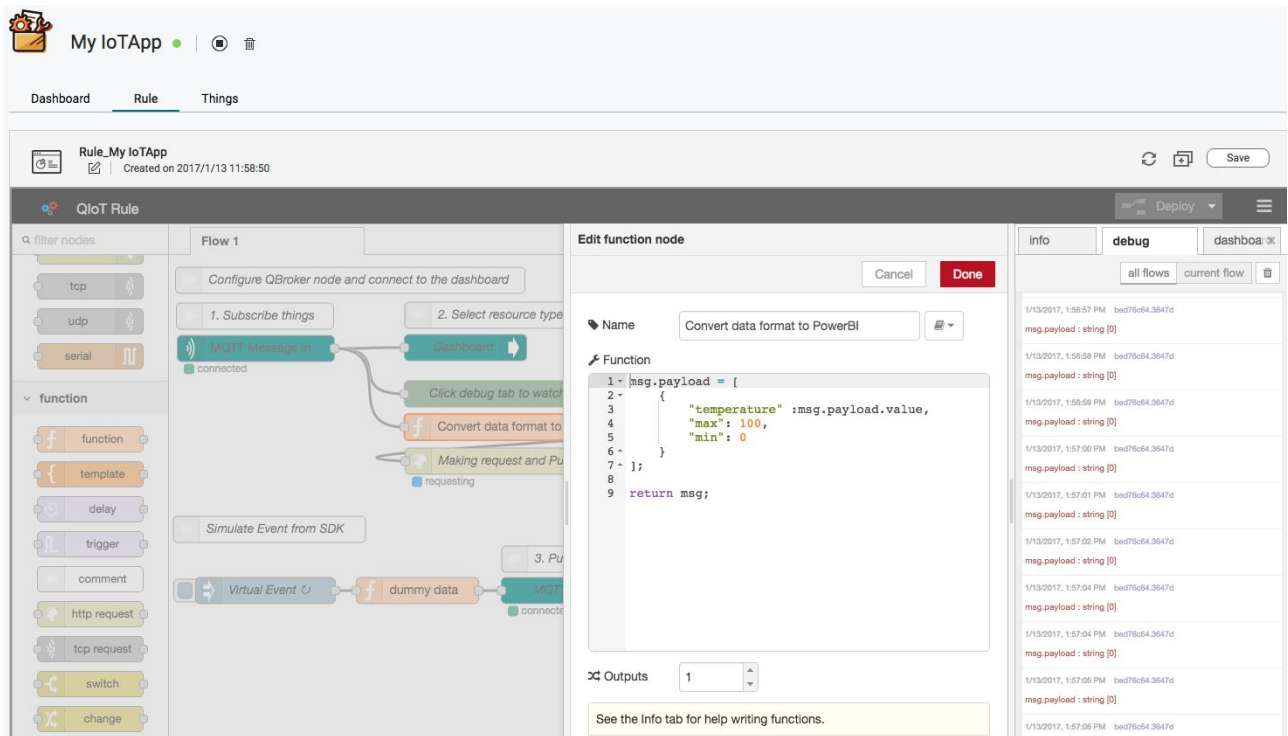 My IoTApp
Dashboard Rule Things
Rule_My IoTApp
Created on 2017/1/13 11:58:50
Save
QIoT Rule
Deploy
filter nodes
tcp
udp
serial
function
function
template
delay
trigger
comment
http request
tcp request
switch
change
Flow 1
Configure QBroker node and connect to the dashboard
1. Subscribe things
2. Select resource type
MQTT Message In
connected
Dashboard
Click debug tab to watch
Convert data format to
Making request and Pu
requesting
Simulate Event from SDK
3. Pu
Virtual Event ↻
dummy data
MQT
connecte
Edit function node
Cancel Done
Name
Convert data format to PowerBI
Function
1 msg.payload = [
2 {
3 "temperature" :msg.payload.value,
4 "max": 100,
5 "min": 0
6 }
7 ];
8
9 return msg;
Outputs
1
See the Info tab for help writing functions.
info debug dashboa
all flows current flow
1/13/2017, 1:56:57 PM bed76c64.3647d
msg.payload : string [0]
1/13/2017, 1:56:58 PM bed76c64.3647d
msg.payload : string [0]
1/13/2017, 1:56:59 PM bed76c64.3647d
msg.payload : string [0]
1/13/2017, 1:57:00 PM bed76c64.3647d
msg.payload : string [0]
1/13/2017, 1:57:01 PM bed76c64.3647d
msg.payload : string [0]
1/13/2017, 1:57:02 PM bed76c64.3647d
msg.payload : string [0]
1/13/2017, 1:57:04 PM bed76c64.3647d
msg.payload : string [0]
1/13/2017, 1:57:04 PM bed76c64.3647d
msg.payload : string [0]
1/13/2017, 1:57:05 PM bed76c64.3647d
msg.payload : string [0]
1/13/2017, 1:57:06 PM bed76c64.3647d